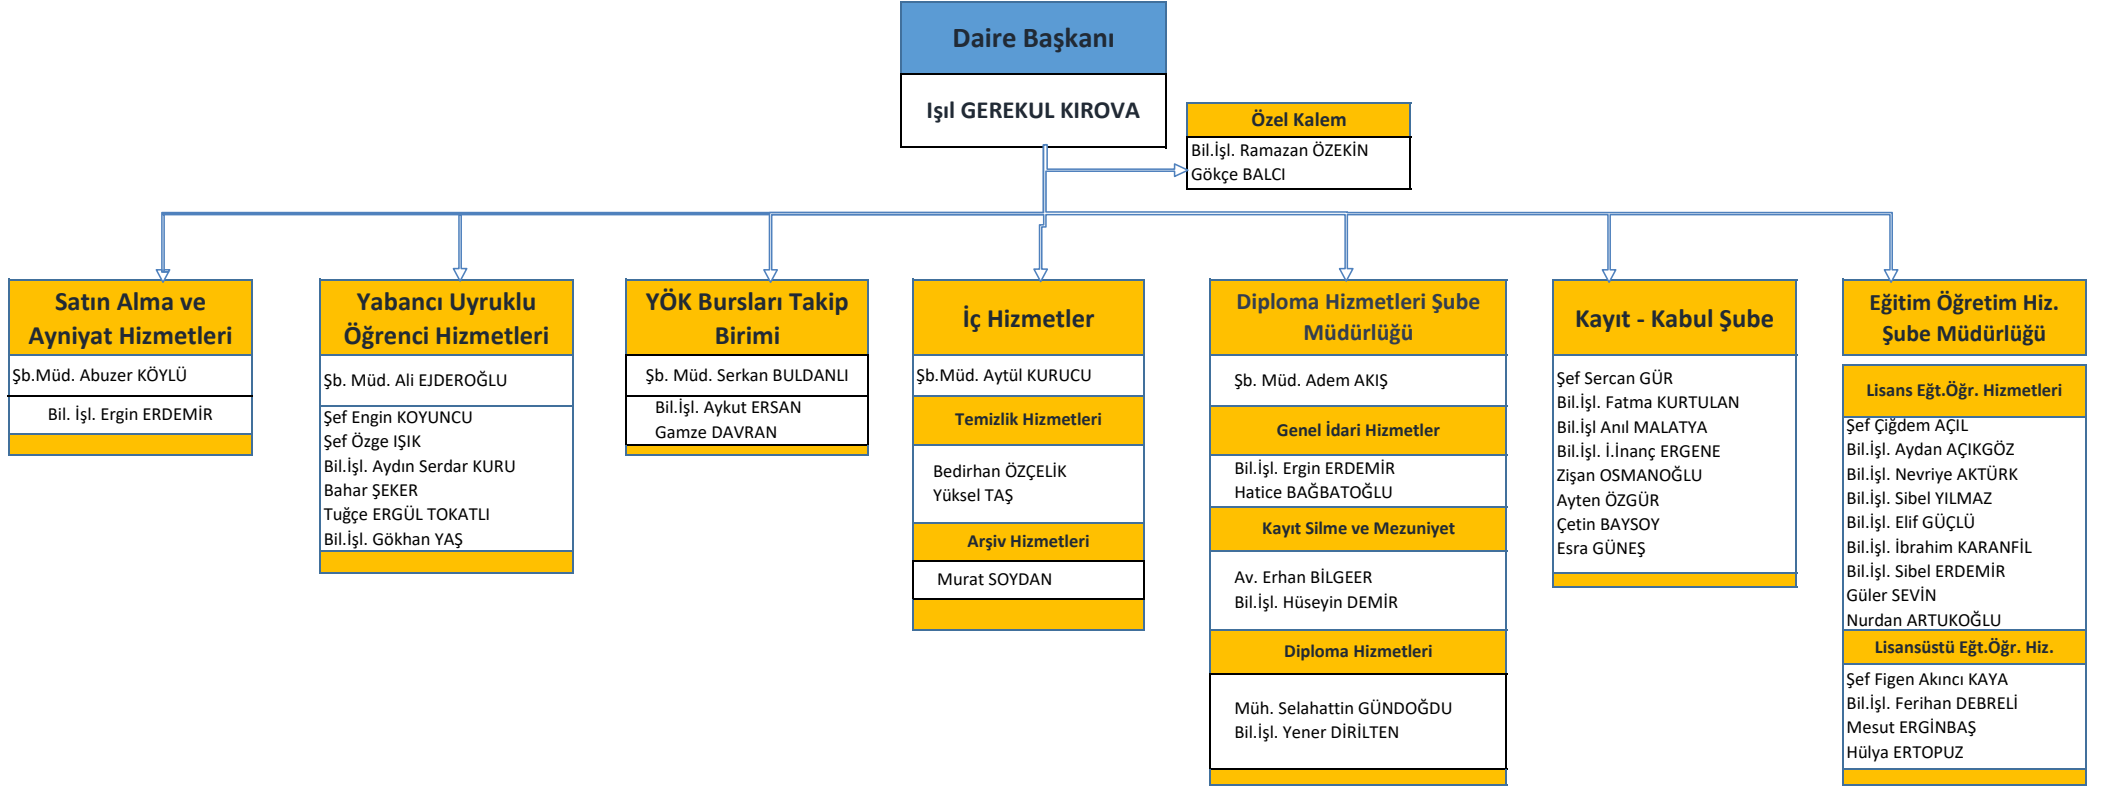 Daire Başkanı
Işıl GEREKUL KIROVA
Özel Kalem
Bil.İşl. Ramazan ÖZEKİN
Gökçe BALCI
Satın Alma ve
Ayniyat Hizmetleri
Şb.Müd. Abuzer KÖYLÜ
Bil. İşl. Ergin ERDEMİR
Yabancı Uyruklu
Öğrenci Hizmetleri
Şb. Müd. Ali EJDEROĞLU
Şef Engin KOYUNCU
Şef Özge IŞIK
Bil.İşl. Aydın Serdar KURU
Bahar ŞEKER
Tuğçe ERGÜL TOKATLI
Bil.İşl. Gökhan YAŞ
YÖK Bursları Takip
Birimi
Şb. Müd. Serkan BULDANLI
Bil.İşl. Aykut ERSAN
Gamze DAVRAN
İç Hizmetler
Şb.Müd. Aytül KURUCU
Temizlik Hizmetleri
Bedirhan ÖZÇELİK
Yüksel TAŞ
Arşiv Hizmetleri
Murat SOYDAN
Diploma Hizmetleri Şube
Müdürlüğü
Şb. Müd. Adem AKIŞ
Genel İdari Hizmetler
Bil.İşl. Ergin ERDEMİR
Hatice BAĞBATOĞLU
Kayıt Silme ve Mezuniyet
Av. Erhan BİLGEER
Bil.İşl. Hüseyin DEMİR
Diploma Hizmetleri
Müh. Selahattin GÜNDOĞDU
Bil.İşl. Yener DİRİLTEN
Kayıt - Kabul Şube
Şef Sercan GÜR
Bil.İşl. Fatma KURTULAN
Bil.İşl Anıl MALATYA
Bil.İşl. İ.İnanç ERGENE
Zişan OSMANOĞLU
Ayten ÖZGÜR
Çetin BAYSOY
Esra GÜNEŞ
Eğitim Öğretim Hiz.
Şube Müdürlüğü
Lisans Eğt.Öğr. Hizmetleri
Şef Çiğdem AÇIL
Bil.İşl. Aydan AÇIKGÖZ
Bil.İşl. Nevriye AKTÜRK
Bil.İşl. Sibel YILMAZ
Bil.İşl. Elif GÜÇLÜ
Bil.İşl. İbrahim KARANFİL
Bil.İşl. Sibel ERDEMİR
Güler SEVİN
Nurdan ARTUKOĞLU
Lisansüstü Eğt.Öğr. Hiz.
Şef Figen Akıncı KAYA
Bil.İşl. Ferihan DEBRELİ
Mesut ERGİNBAŞ
Hülya ERTOPUZ